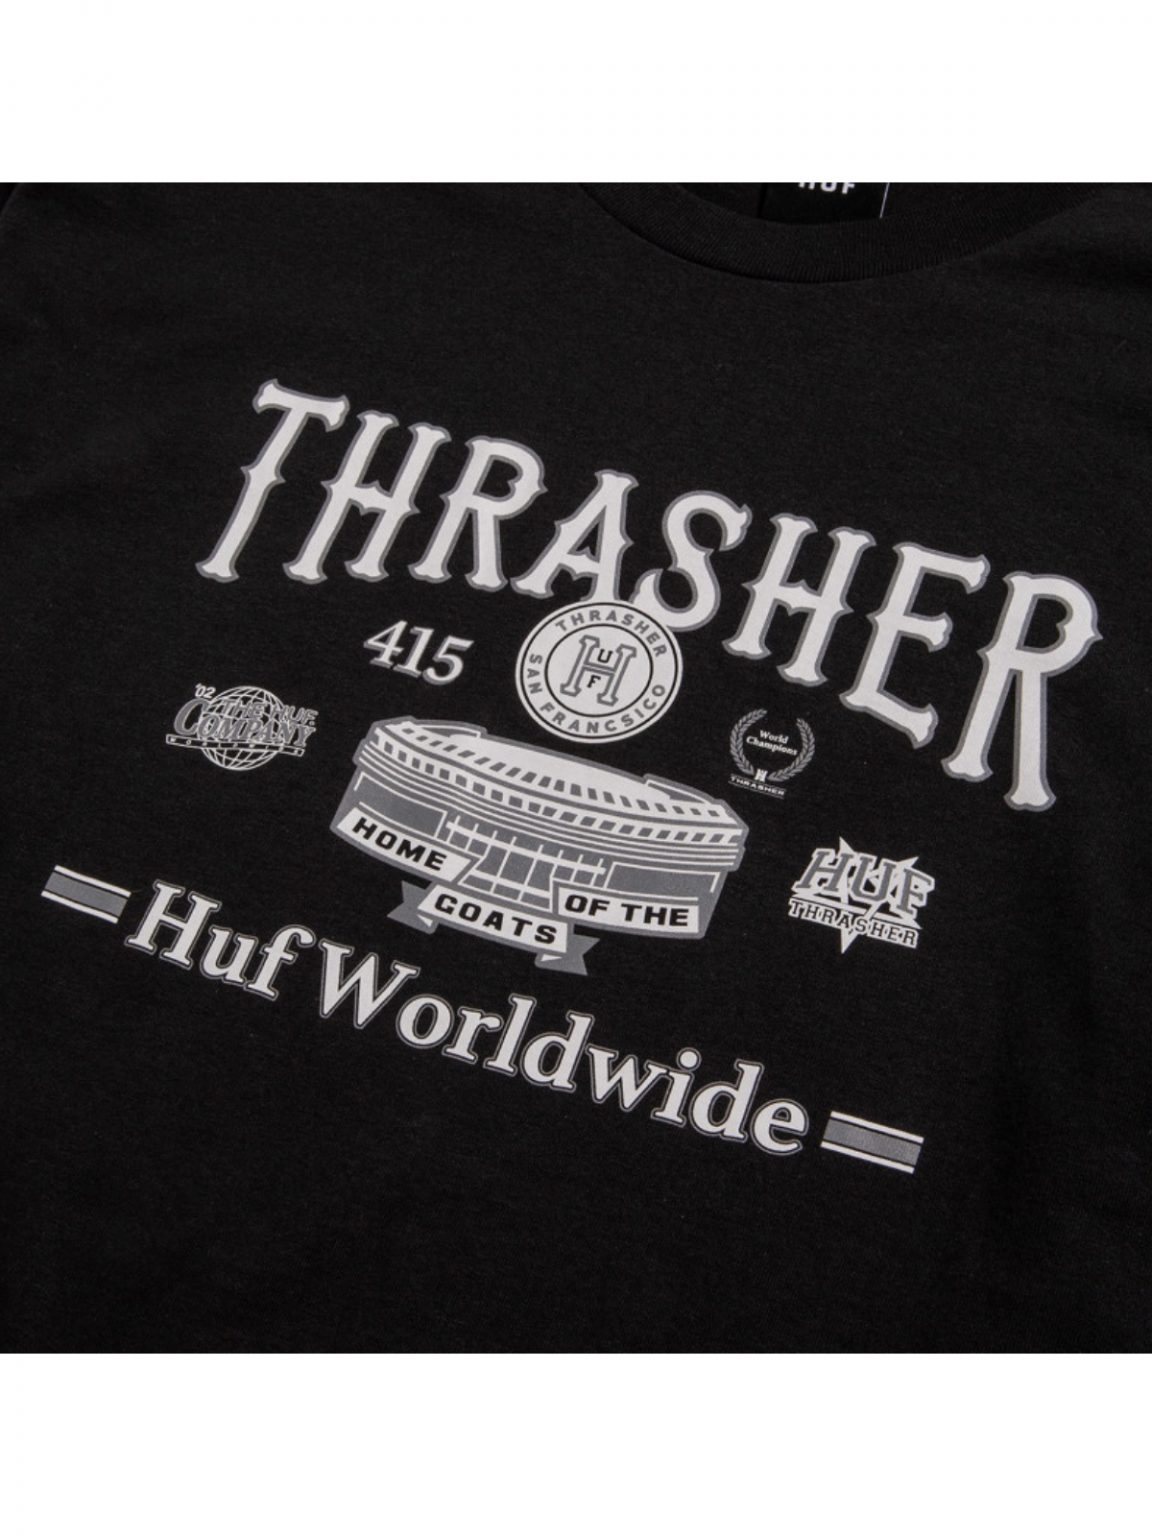 HUF
THRASHER
415
THRASHER
HUF
SAN FRANCSICO
'02
THE HUF.
COMPANY
WORLDWIDE
World
Champions
H
THRASHER
HOME
OF THE
GOATS
HUF
THRASHER
Huf Worldwide